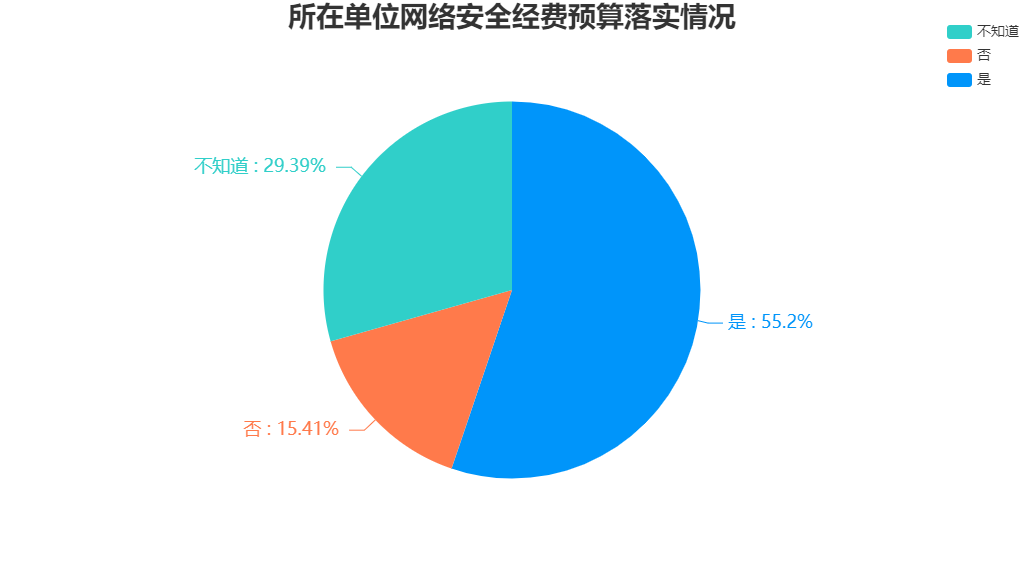 所在单位网络安全经费预算落实情况
不知道
否
是
不知道 : 29.39%
是 : 55.2%
否 : 15.41%